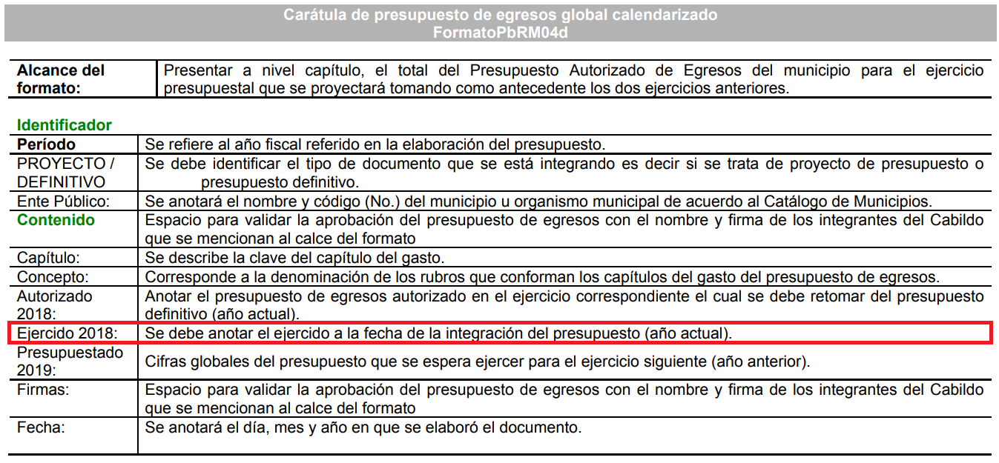 Carátula de presupuesto de egresos global calendarizado
FormatoPbRM04d
Alcance del
formato:
Presentar a nivel capítulo, el total del Presupuesto Autorizado de Egresos del municipio para el ejercicio
presupuestal que se proyectará tomando como antecedente los dos ejercicios anteriores.
Identificador
Período
Se refiere al año fiscal referido en la elaboración del presupuesto.
PROYECTO /
DEFINITIVO
Se debe identificar el tipo de documento que se está integrando es decir si se trata de proyecto de presupuesto o
presupuesto definitivo.
Ente Público:
Se anotará el nombre y código (No.) del municipio u organismo municipal de acuerdo al Catálogo de Municipios.
Contenido
Espacio para validar la aprobación del presupuesto de egresos con el nombre y firma de los integrantes del Cabildo
que se mencionan al calce del formato
Capítulo:
Se describe la clave del capítulo del gasto.
Concepto:
Corresponde a la denominación de los rubros que conforman los capítulos del gasto del presupuesto de egresos.
Autorizado
2018:
Anotar el presupuesto de egresos autorizado en el ejercicio correspondiente el cual se debe retomar del presupuesto
definitivo (año actual).
Ejercido 2018:
Se debe anotar el ejercido a la fecha de la integración del presupuesto (año actual).
Presupuestado
2019:
Cifras globales del presupuesto que se espera ejercer para el ejercicio siguiente (año anterior).
Firmas:
Espacio para validar la aprobación del presupuesto de egresos con el nombre y firma de los integrantes del Cabildo
que se mencionan al calce del formato
Fecha:
Se anotará el día, mes y año en que se elaboró el documento.